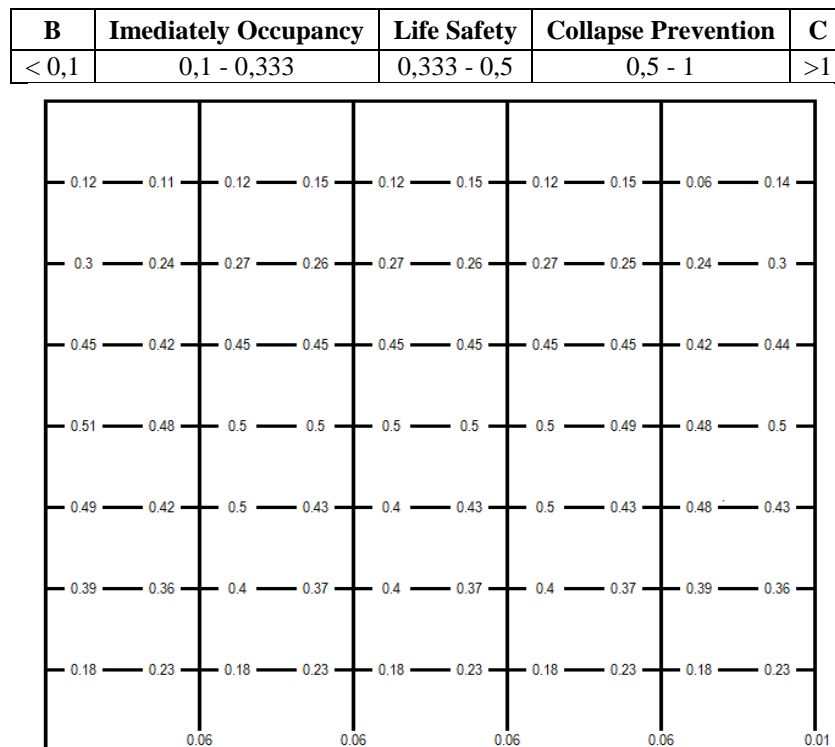 B Imediately Occupancy Life Safety Collapse Prevention C
< 0,1 0,1 - 0,333 0,333 - 0,5 0,5 - 1 >1
0.12 0.11 0.12 0.15 0.12 0.15 0.12 0.15 0.06 0.14
0.3 0.24 0.27 0.26 0.27 0.26 0.27 0.25 0.24 0.3
0.45 0.42 0.45 0.45 0.45 0.45 0.45 0.45 0.42 0.44
0.51 0.48 0.5 0.5 0.5 0.5 0.5 0.49 0.48 0.5
0.49 0.42 0.5 0.43 0.4 0.43 0.5 0.43 0.48 0.43
0.39 0.36 0.4 0.37 0.4 0.37 0.4 0.37 0.39 0.36
0.18 0.23 0.18 0.23 0.18 0.23 0.18 0.23 0.18 0.23
0.06 0.06 0.06 0.06 0.01